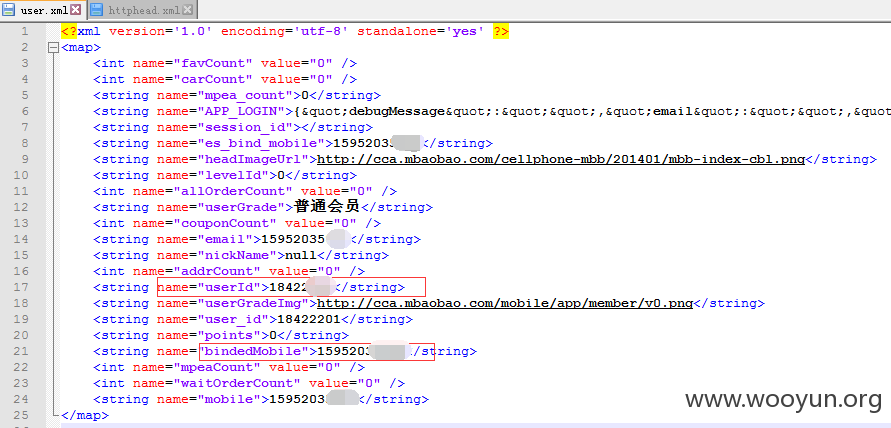 user.xml httphead.xml
1 <?xml version='1.0' encoding='utf-8' standalone='yes' ?>
2 <map>
3 <int name="favCount" value="0" />
4 <int name="carCount" value="0" />
5 <string name="mpea_count">0</string>
6 <string name="APP_LOGIN">{&quot;debugMessage&quot;:&quot;&quot;,&quot;email&quot;:&quot;&quot;,&quot
7 <string name="session_id"></string>
8 <string name="es_bind_mobile">1595203</string>
9 <string name="headImageUrl">http://cca.mbaobao.com/cellphone-mbb/201401/mbb-index-cbl.png</string>
10 <string name="levelId">0</string>
11 <int name="allOrderCount" value="0" />
12 <string name="userGrade">普通会员</string>
13 <int name="couponCount" value="0" />
14 <string name="email">15952035</string>
15 <string name="nickName">null</string>
16 <int name="addrCount" value="0" />
17 <string name="userId">18422</string>
18 <string name="userGradeImg">http://cca.mbaobao.com/mobile/app/member/v0.png</string>
19 <string name="user_id">18422201</string>
20 <string name="points">0</string>
21 <string name="bindedMobile">159520</string>
22 <int name="mpeaCount" value="0" />
23 <int name="waitOrderCount" value="0" />
24 <string name="mobile">1595203</string>
25 </map>
www.wooyun.org